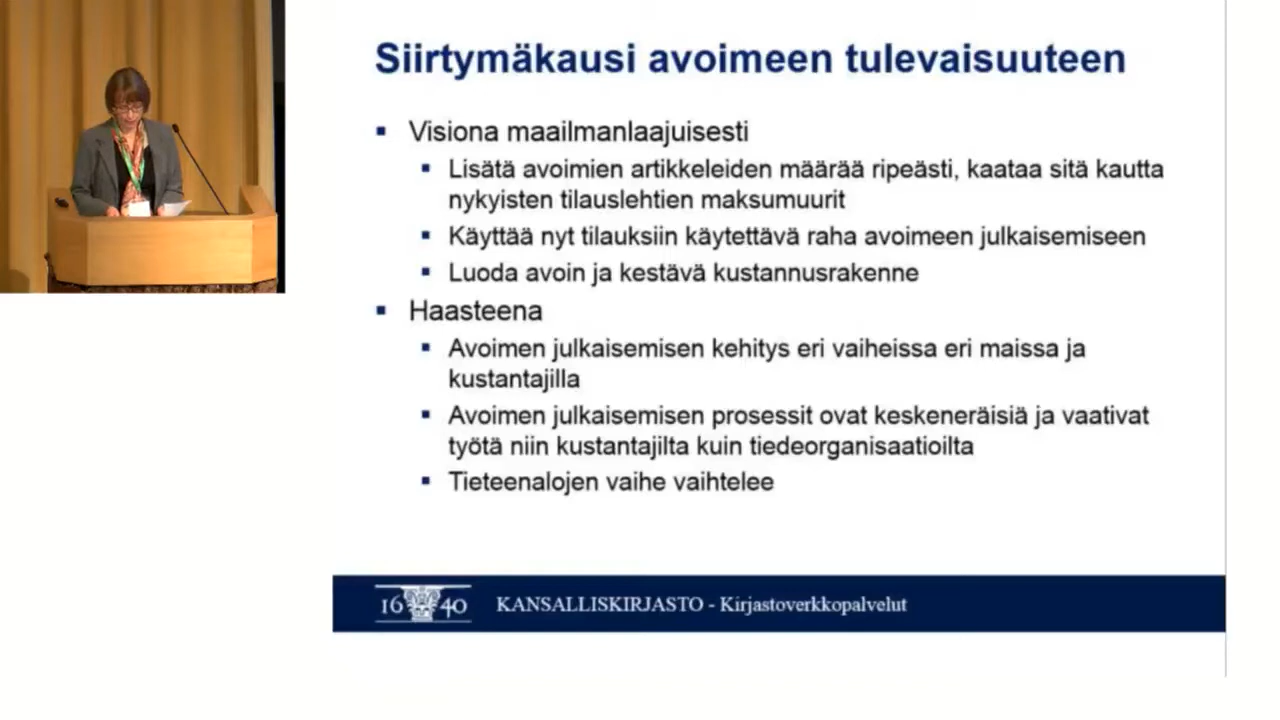 Siirtymäkausi avoimeen tulevaisuuteen
Visiona maailmanlaajuisesti
Lisätä avoimien artikkeleiden määrää ripeästi, kaataa sitä kautta
nykyisten tilauslehtien maksumuurit
Käyttää nyt tilauksiin käytettävä raha avoimeen julkaisemiseen
Luoda avoin ja kestävä kustannusrakenne
Haasteena
Avoimen julkaisemisen kehitys eri vaiheissa eri maissa ja
kustantajilla
Avoimen julkaisemisen prosessit ovat keskeneräisiä ja vaativat
työtä niin kustantajilta kuin tiedeorganisaatioilta
Tieteenalojen vaihe vaihtelee
1640 KANSALLISKIRJASTO - Kirjastoverkkopalvelut